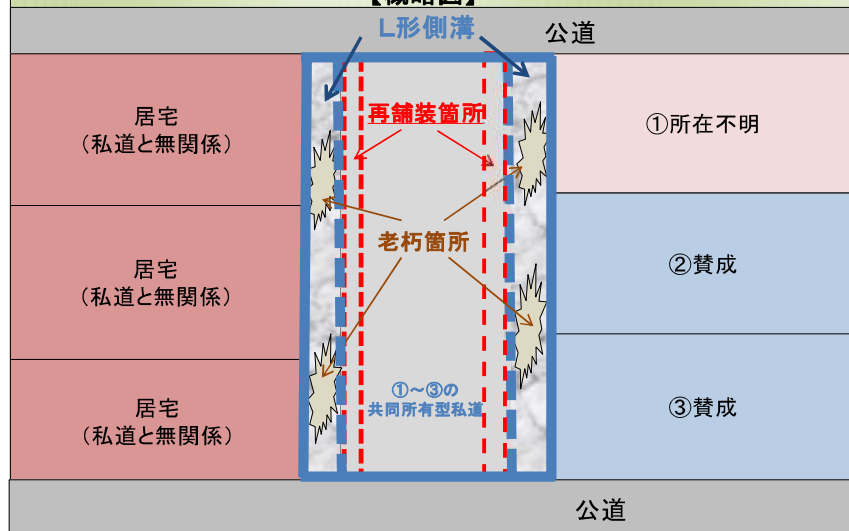 【概略図】
公道
L形側溝
居宅
(私道と無関係)
再舗装箇所
①所在不明
老朽箇所
居宅
(私道と無関係)
②賛成
居宅
(私道と無関係)
①~③の
共同所有型私道
③賛成
公道